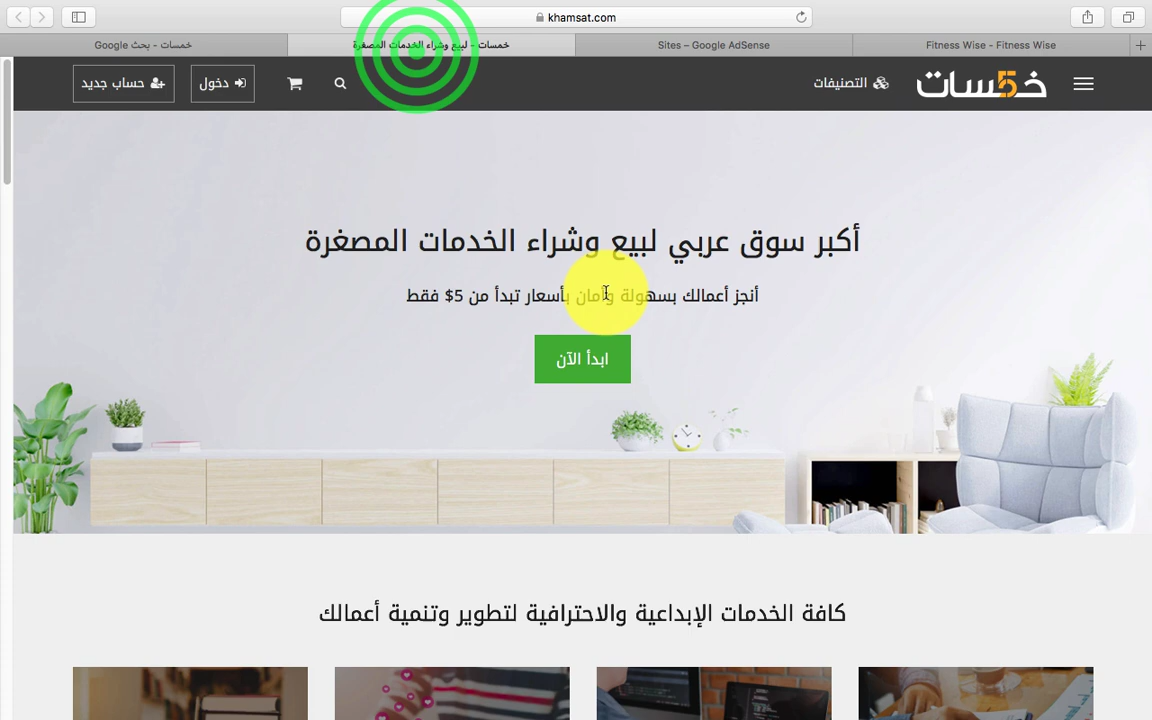 khamsat.com
خمسات - بحث Google
خمسات - لبيع وشراء الخدمات المصغرة
Sites – Google AdSense
Fitness Wise - Fitness Wise
خمسات
التصنيفات
دخول
حساب جديد
أكبر سوق عربي لبيع وشراء الخدمات المصغرة
أنجز أعمالك بسهولة وأمان بأسعار تبدأ من 5$ فقط
ابدأ الآن
كافة الخدمات الإبداعية والاحترافية لتطوير وتنمية أعمالك